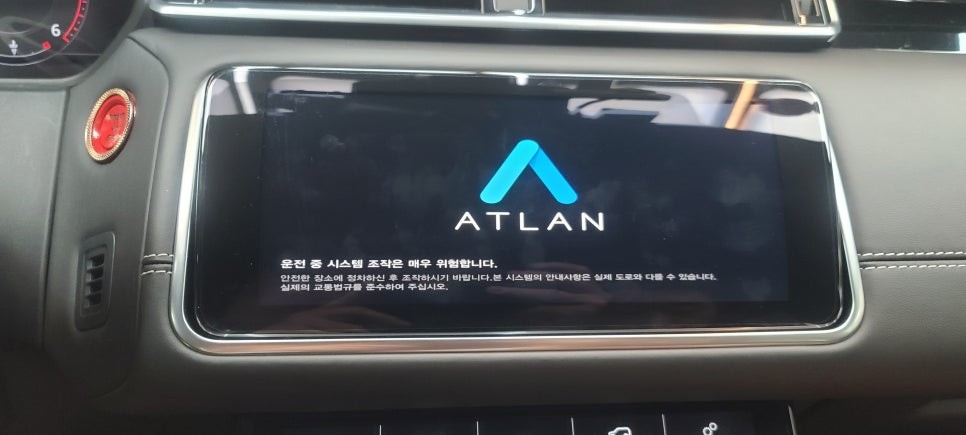 6
ATLAN
운전 중 시스템 조작은 매우 위험합니다.
안전한 장소에 정차하신 후 조작하시기 바랍니다.본 시스템의 안내사항은 실제 도로와 다를 수 있습니다.
실제의 교통법규를 준수하여 주십시오.